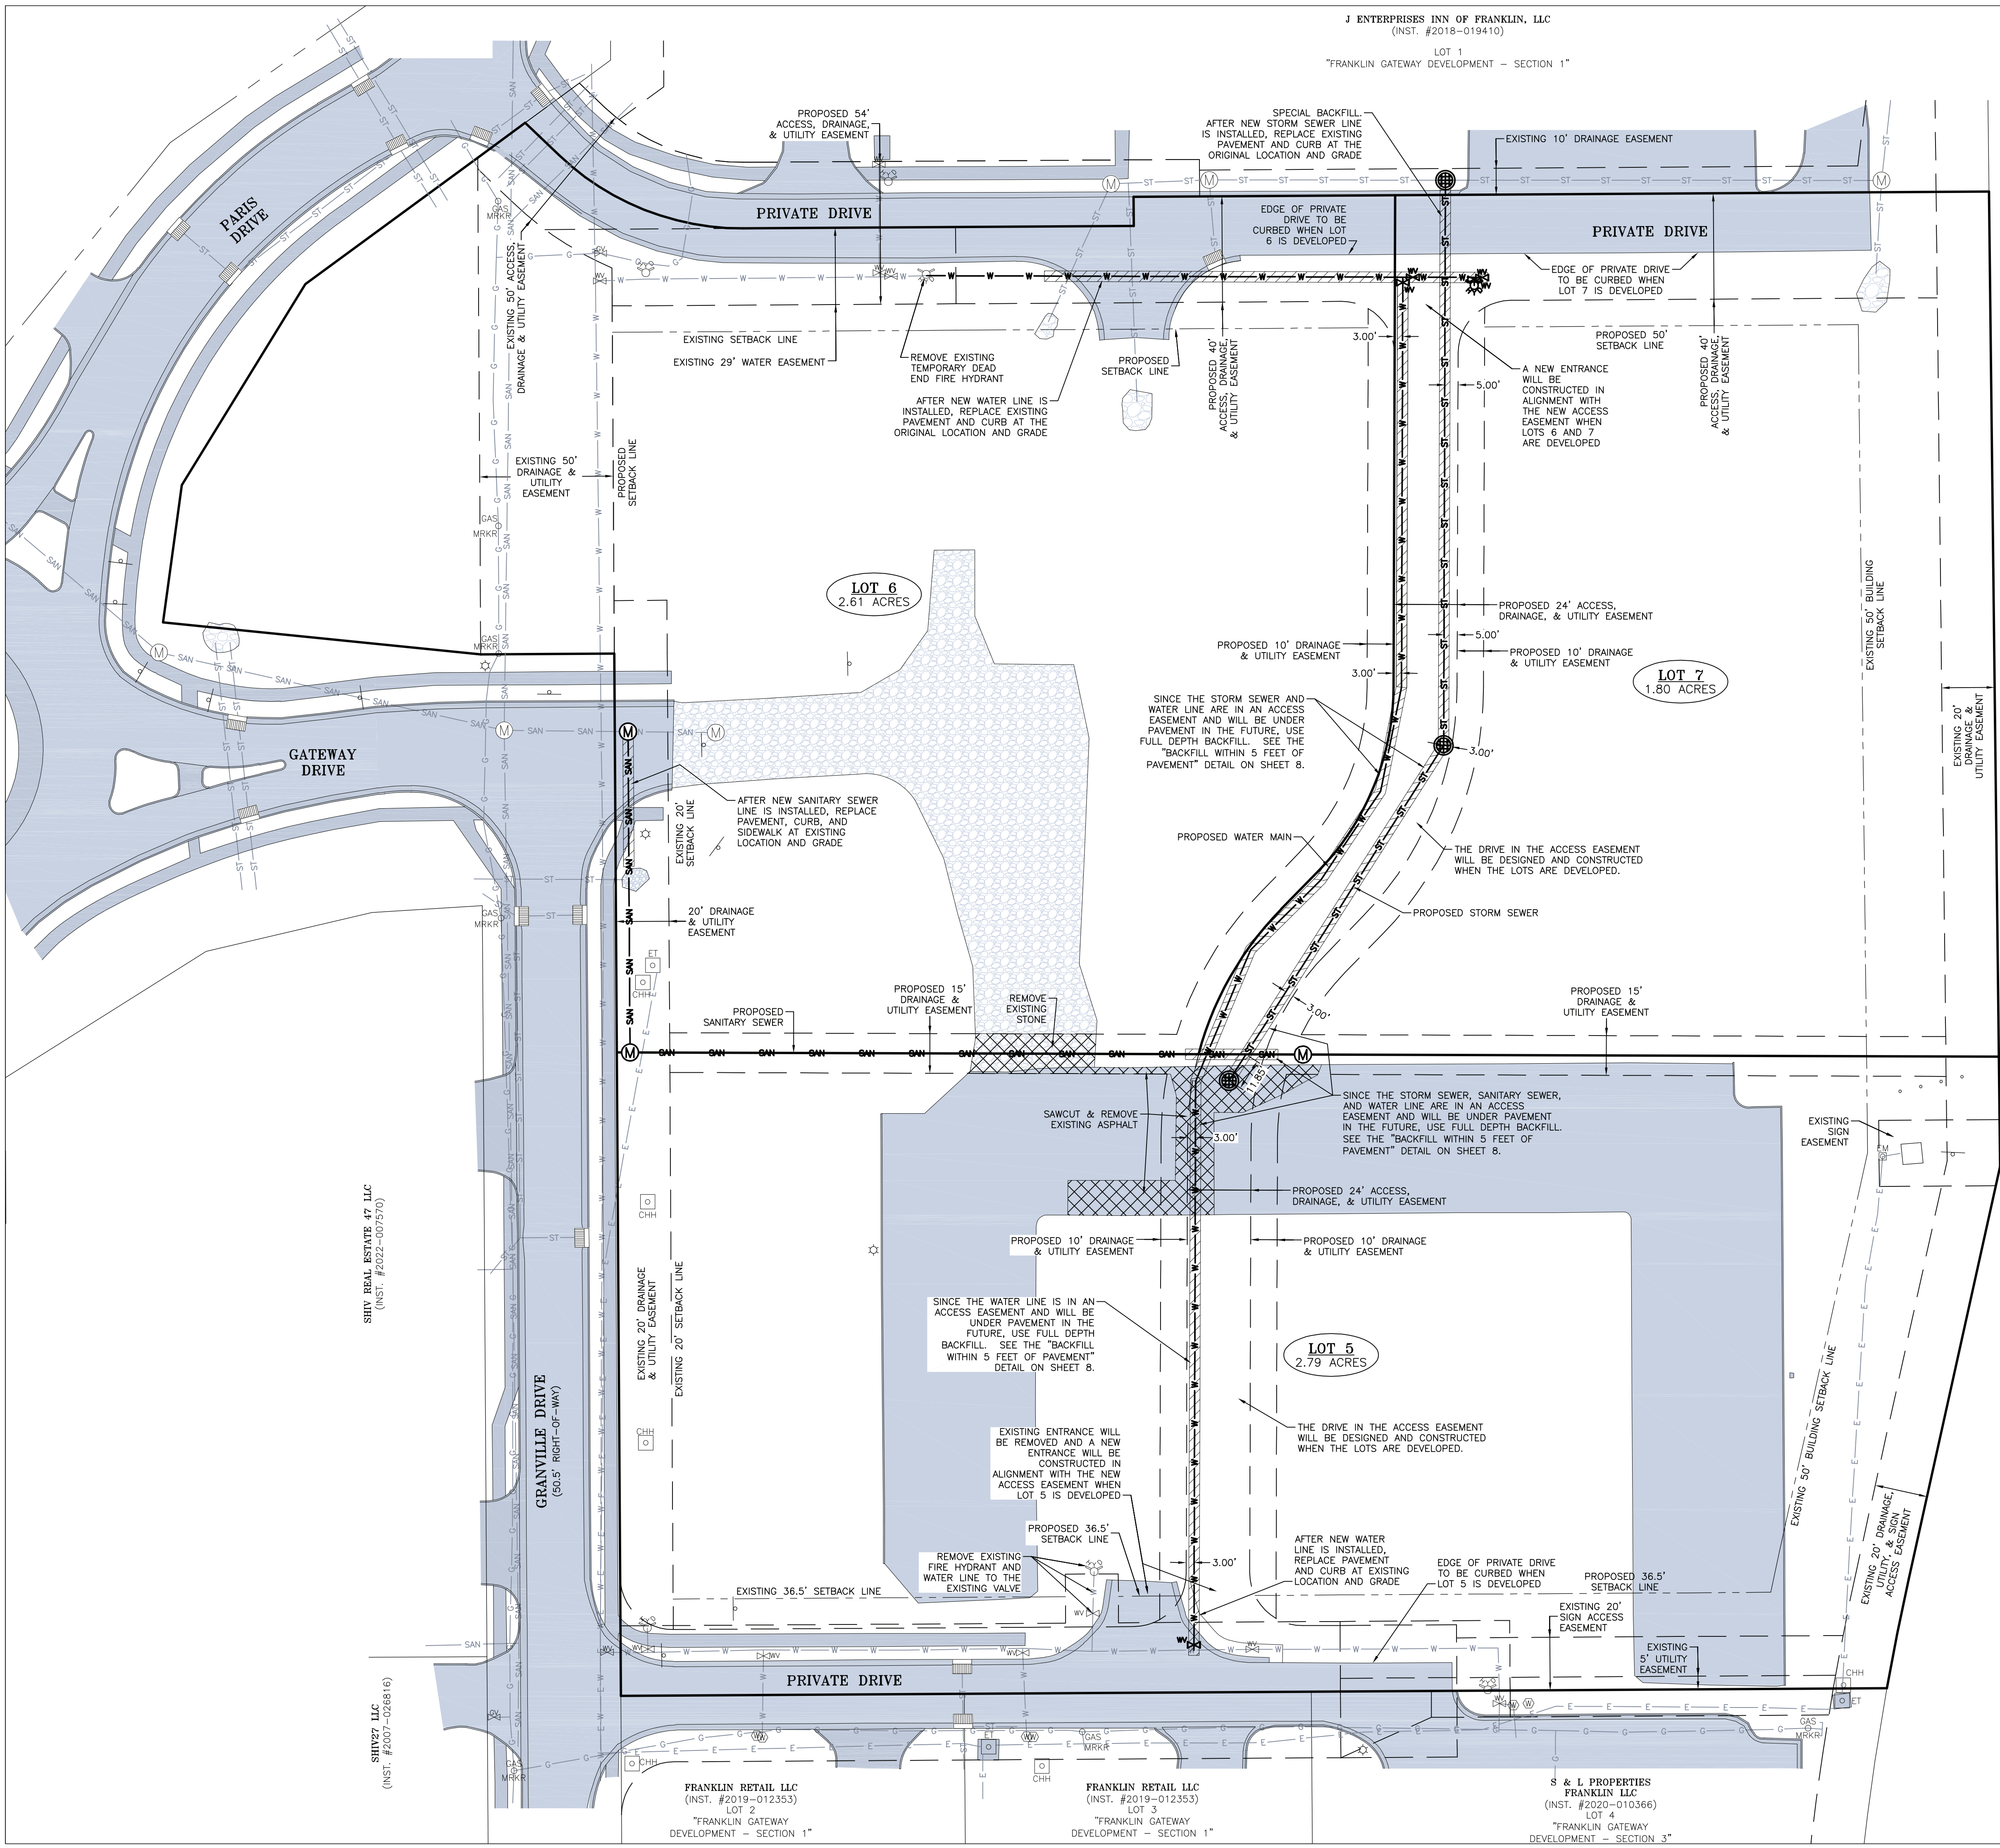 J ENTERPRISES INN OF FRANKLIN, LLC
(INST. #2018-019410)
LOT 1
"FRANKLIN GATEWAY DEVELOPMENT - SECTION 1"
PROPOSED 54'
ACCESS, DRAINAGE,
& UTILITY EASEMENT
SPECIAL BACKFILL.
AFTER NEW STORM SEWER LINE
IS INSTALLED, REPLACE EXISTING
PAVEMENT AND CURB AT THE
ORIGINAL LOCATION AND GRADE
EXISTING 10' DRAINAGE EASEMENT
PARIS
DRIVE
PRIVATE DRIVE
EDGE OF PRIVATE
DRIVE TO BE
CURBED WHEN LOT
6 IS DEVELOPED
PRIVATE DRIVE
EDGE OF PRIVATE DRIVE
TO BE CURBED WHEN
LOT 7 IS DEVELOPED
GAS
MRKR
EXISTING 50' ACCESS,
DRAINAGE & UTILITY EASEMENT
EXISTING SETBACK LINE
EXISTING 29' WATER EASEMENT
REMOVE EXISTING
TEMPORARY DEAD
END FIRE HYDRANT
AFTER NEW WATER LINE IS
INSTALLED, REPLACE EXISTING
PAVEMENT AND CURB AT THE
ORIGINAL LOCATION AND GRADE
PROPOSED
SETBACK LINE
PROPOSED 40'
ACCESS, DRAINAGE,
& UTILITY EASEMENT
3.00'
5.00'
PROPOSED 50'
SETBACK LINE
A NEW ENTRANCE
WILL BE
CONSTRUCTED IN
ALIGNMENT WITH
THE NEW ACCESS
EASEMENT WHEN
LOTS 6 AND 7
ARE DEVELOPED
PROPOSED 40'
ACCESS, DRAINAGE,
& UTILITY EASEMENT
EXISTING 50'
DRAINAGE &
UTILITY
EASEMENT
PROPOSED
SETBACK LINE
GAS
MRKR
LOT 6
2.61 ACRES
PROPOSED 24' ACCESS,
DRAINAGE, & UTILITY EASEMENT
EXISTING 50' BUILDING
SETBACK LINE
GAS
MRKR
PROPOSED 10' DRAINAGE
& UTILITY EASEMENT
5.00'
PROPOSED 10' DRAINAGE
& UTILITY EASEMENT
3.00'
LOT 7
1.80 ACRES
SINCE THE STORM SEWER AND
WATER LINE ARE IN AN ACCESS
EASEMENT AND WILL BE UNDER
PAVEMENT IN THE FUTURE, USE
FULL DEPTH BACKFILL. SEE THE
"BACKFILL WITHIN 5 FEET OF
PAVEMENT" DETAIL ON SHEET 8.
3.00'
EXISTING 20'
DRAINAGE &
UTILITY EASEMENT
GATEWAY
DRIVE
AFTER NEW SANITARY SEWER
LINE IS INSTALLED, REPLACE
PAVEMENT, CURB, AND
SIDEWALK AT EXISTING
LOCATION AND GRADE
EXISTING 20'
SETBACK LINE
PROPOSED WATER MAIN
THE DRIVE IN THE ACCESS EASEMENT
WILL BE DESIGNED AND CONSTRUCTED
WHEN THE LOTS ARE DEVELOPED.
PROPOSED STORM SEWER
GAS
MRKR
20' DRAINAGE
& UTILITY
EASEMENT
ET
CHH
PROPOSED
SANITARY SEWER
PROPOSED 15'
DRAINAGE &
UTILITY EASEMENT
REMOVE
EXISTING
STONE
3.00'
PROPOSED 15'
DRAINAGE &
UTILITY EASEMENT
11.85'
SAWCUT & REMOVE
EXISTING ASPHALT
3.00'
SINCE THE STORM SEWER, SANITARY SEWER,
AND WATER LINE ARE IN AN ACCESS
EASEMENT AND WILL BE UNDER PAVEMENT
IN THE FUTURE, USE FULL DEPTH BACKFILL.
SEE THE "BACKFILL WITHIN 5 FEET OF
PAVEMENT" DETAIL ON SHEET 8.
EXISTING
SIGN
EASEMENT
EM
CHH
PROPOSED 24' ACCESS,
DRAINAGE, & UTILITY EASEMENT
SHIV REAL ESTATE 47 LLC
(INST. #2022-007570)
PROPOSED 10' DRAINAGE
& UTILITY EASEMENT
PROPOSED 10' DRAINAGE
& UTILITY EASEMENT
EXISTING 20' DRAINAGE
& UTILITY EASEMENT
EXISTING 20' SETBACK LINE
SINCE THE WATER LINE IS IN AN
ACCESS EASEMENT AND WILL BE
UNDER PAVEMENT IN THE
FUTURE, USE FULL DEPTH
BACKFILL. SEE THE "BACKFILL
WITHIN 5 FEET OF PAVEMENT"
DETAIL ON SHEET 8.
LOT 5
2.79 ACRES
GRANVILLE DRIVE
(50.5' RIGHT-OF-WAY)
CHH
EXISTING ENTRANCE WILL
BE REMOVED AND A NEW
ENTRANCE WILL BE
CONSTRUCTED IN
ALIGNMENT WITH THE NEW
ACCESS EASEMENT WHEN
LOT 5 IS DEVELOPED
THE DRIVE IN THE ACCESS EASEMENT
WILL BE DESIGNED AND CONSTRUCTED
WHEN THE LOTS ARE DEVELOPED.
EXISTING 50' BUILDING SETBACK LINE
EXISTING 20' DRAINAGE,
UTILITY, & SIGN
ACCESS EASEMENT
PROPOSED 36.5'
SETBACK LINE
REMOVE EXISTING
FIRE HYDRANT AND
WATER LINE TO THE
EXISTING VALVE
3.00'
AFTER NEW WATER
LINE IS INSTALLED,
REPLACE PAVEMENT
AND CURB AT EXISTING
LOCATION AND GRADE
EDGE OF PRIVATE DRIVE
TO BE CURBED WHEN
LOT 5 IS DEVELOPED
PROPOSED 36.5'
SETBACK LINE
EXISTING 36.5' SETBACK LINE
EXISTING 20'
SIGN ACCESS
EASEMENT
EXISTING
5' UTILITY
EASEMENT
PRIVATE DRIVE
CHH
ET
SHIV27 LLC
(INST. #2007-026816)
GAS
MRKR
CHH
ET
CHH
GAS
MRKR
GAS
MRKR
FRANKLIN RETAIL LLC
(INST. #2019-012353)
LOT 2
"FRANKLIN GATEWAY
DEVELOPMENT - SECTION 1"
FRANKLIN RETAIL LLC
(INST. #2019-012353)
LOT 3
"FRANKLIN GATEWAY
DEVELOPMENT - SECTION 1"
S & L PROPERTIES
FRANKLIN LLC
(INST. #2020-010366)
LOT 4
"FRANKLIN GATEWAY
DEVELOPMENT - SECTION 3"